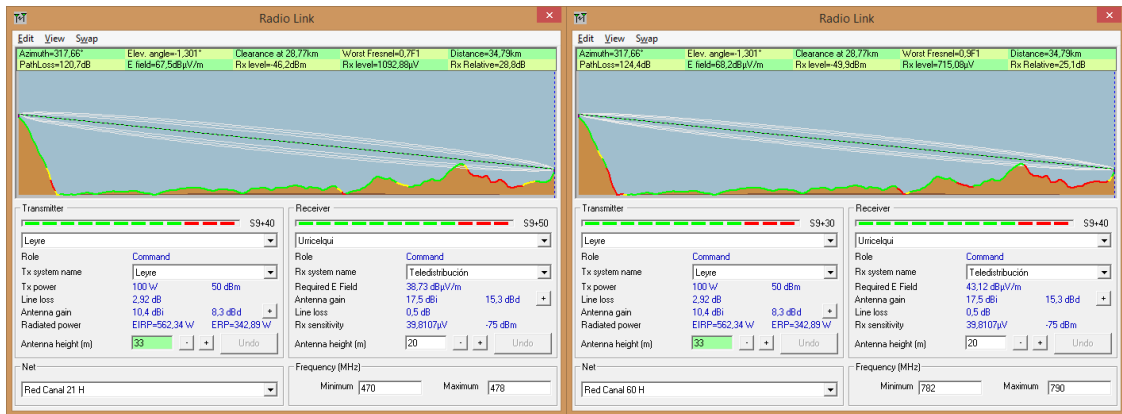 Radio Link
Edit View Swap
Azimuth=317,66° Elev. angle=-1,301° Clearance at 28,77km Worst Fresnel=0,7F1 Distance=34,79km
PathLoss=120,7dB E field=67,5dBµV/m Rx level=-46,2dBm Rx level=1092,88µV Rx Relative=28,8dB
Transmitter
S9+40
Leyre
Role Command
Tx system name Leyre
Tx power 100 W 50 dBm
Line loss 2,92 dB
Antenna gain 10,4 dBi 8,3 dBd +
Radiated power EIRP=562,34 W ERP=342,89 W
Antenna height (m) 33 - + Undo
Net
Red Canal 21 H
Receiver
S9+50
Urricelqui
Role Command
Rx system name Teledistribución
Required E Field 38,73 dBµV/m
Antenna gain 17,5 dBi 15,3 dBd +
Line loss 0,5 dB
Rx sensitivity 39,8107µV -75 dBm
Antenna height (m) 20 - + Undo
Frequency (MHz)
Minimum 470 Maximum 478
Radio Link
Edit View Swap
Azimuth=317,66° Elev. angle=-1,301° Clearance at 28,77km Worst Fresnel=0,9F1 Distance=34,79km
PathLoss=124,4dB E field=68,2dBµV/m Rx level=-49,9dBm Rx level=715,08µV Rx Relative=25,1dB
Transmitter
S9+30
Leyre
Role Command
Tx system name Leyre
Tx power 100 W 50 dBm
Line loss 2,92 dB
Antenna gain 10,4 dBi 8,3 dBd +
Radiated power EIRP=562,34 W ERP=342,89 W
Antenna height (m) 33 - + Undo
Net
Red Canal 60 H
Receiver
S9+40
Urricelqui
Role Command
Rx system name Teledistribución
Required E Field 43,12 dBµV/m
Antenna gain 17,5 dBi 15,3 dBd +
Line loss 0,5 dB
Rx sensitivity 39,8107µV -75 dBm
Antenna height (m) 20 - + Undo
Frequency (MHz)
Minimum 782 Maximum 790